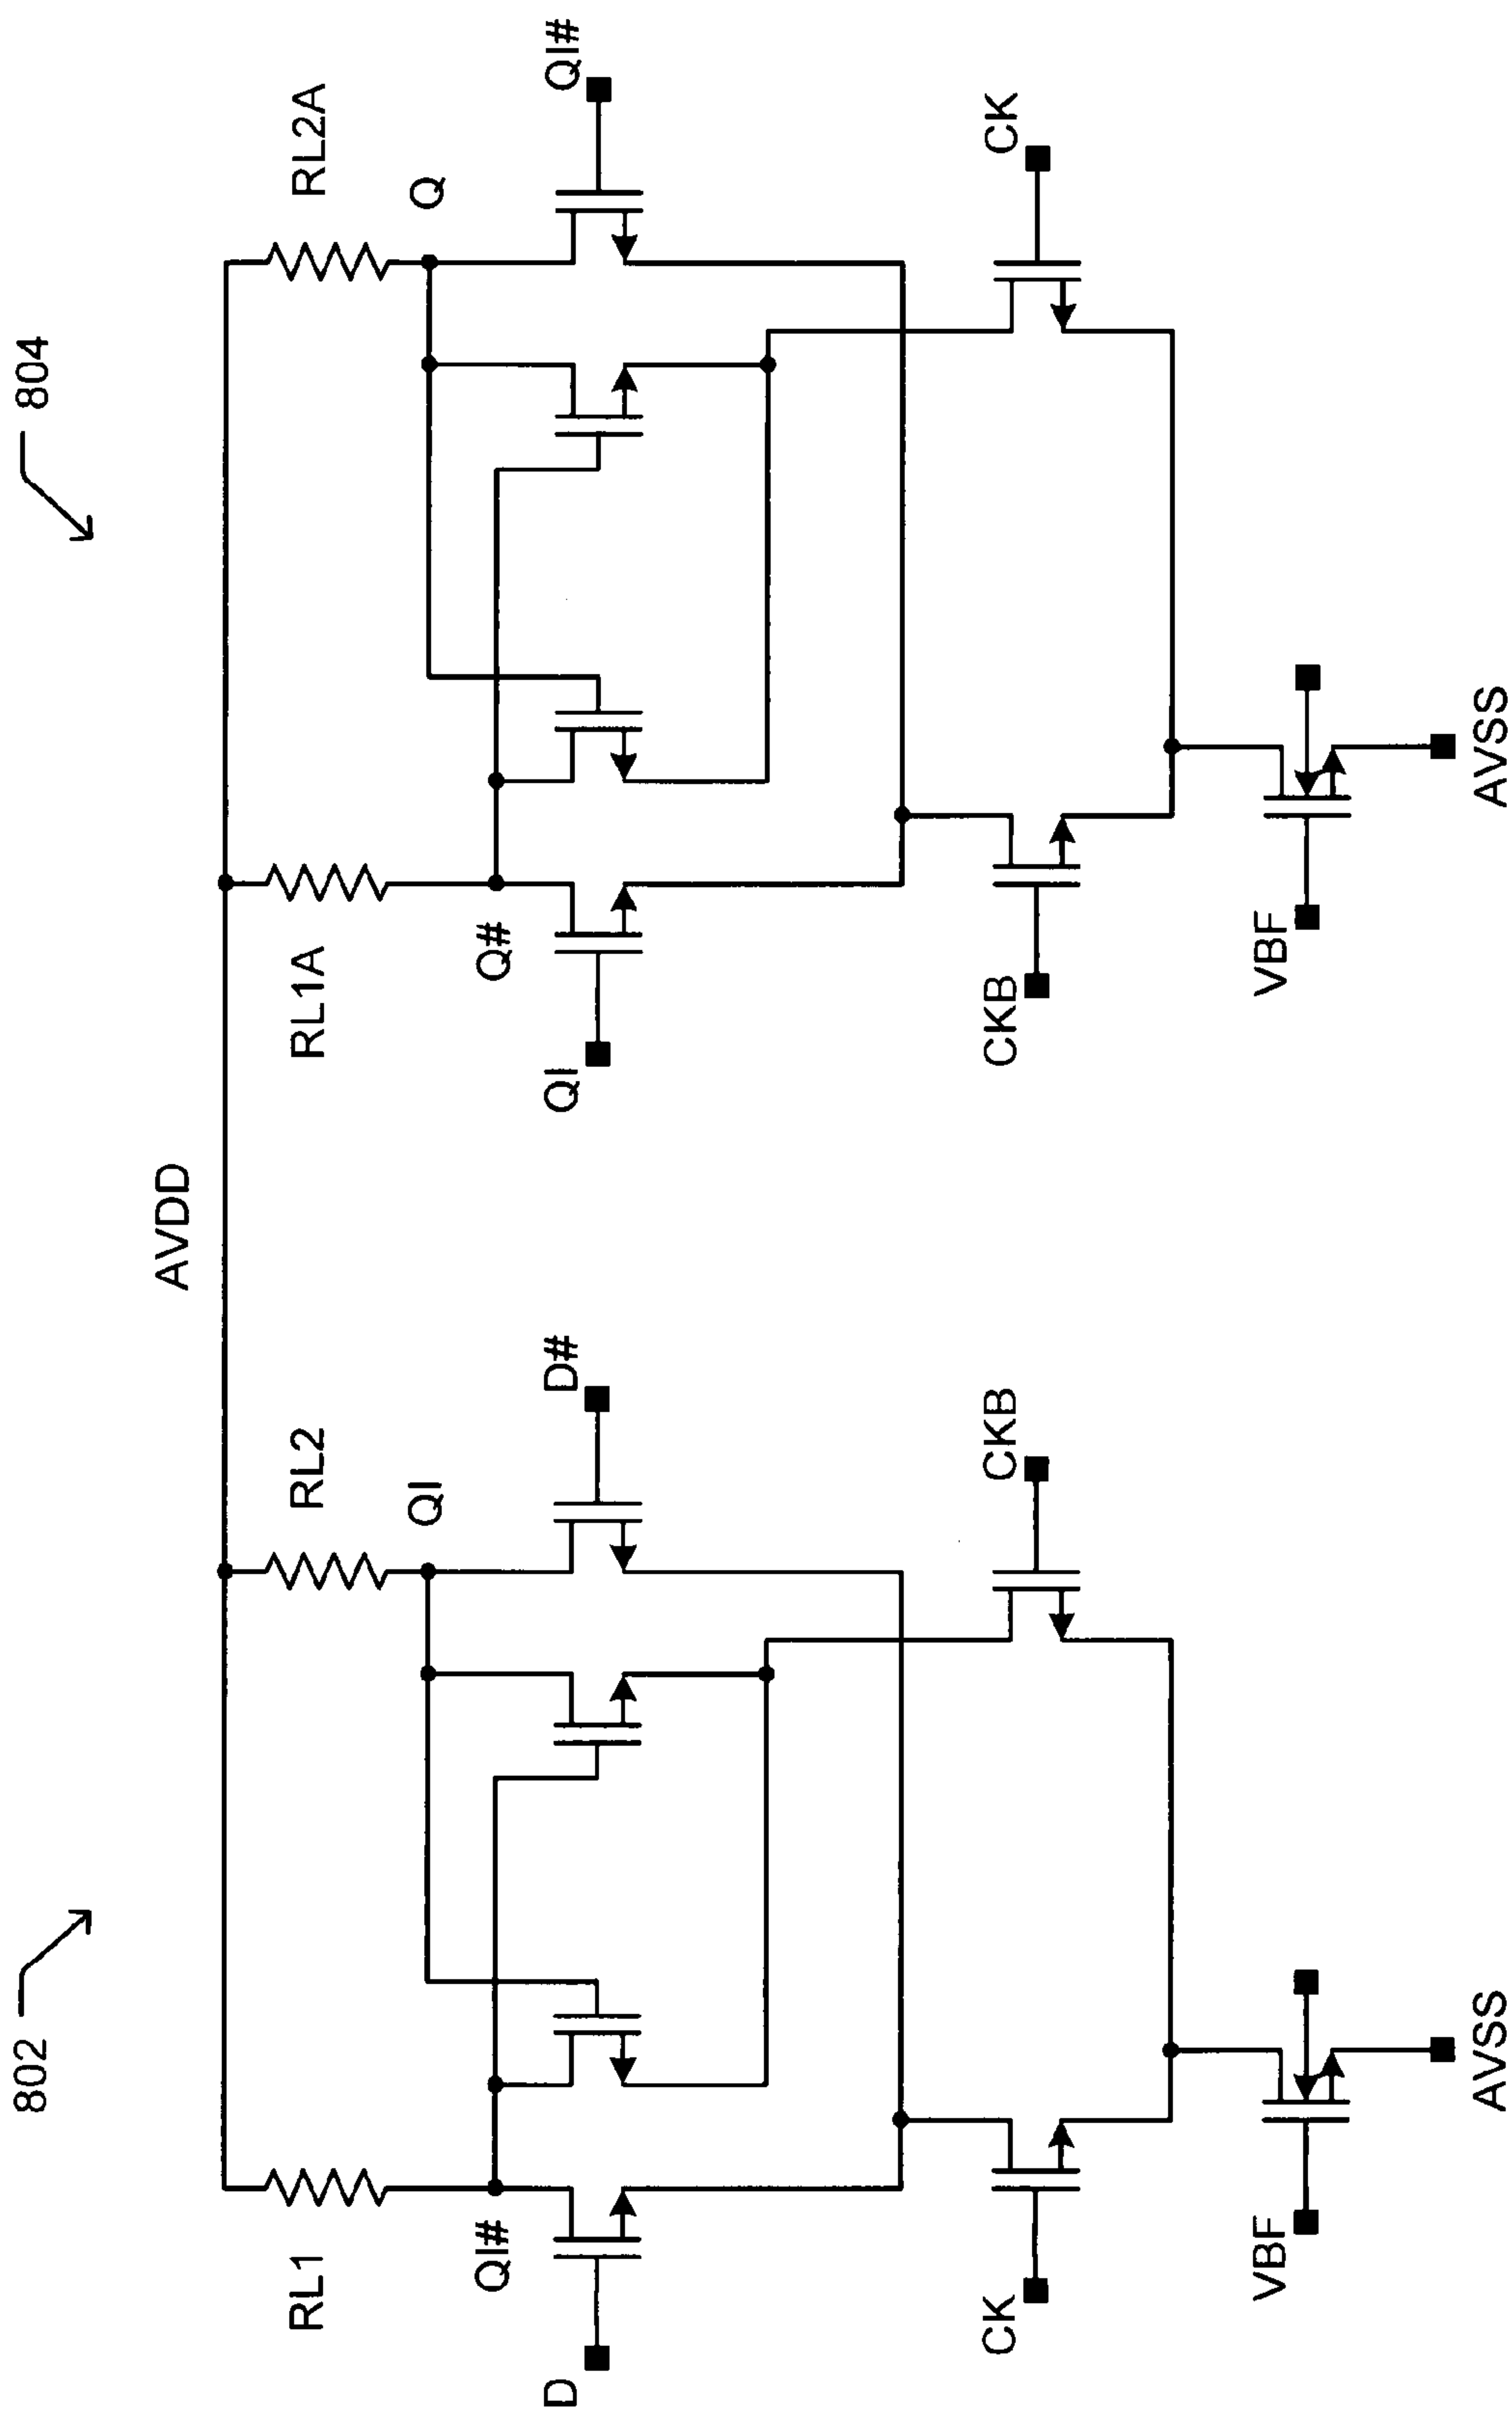 802
804
AVDD
RL1
RL2
RL1A
RL2A
QI#
QI
Q#
Q
D
D#
QI
QI#
CK
CKB
CKB
CK
VBF
VBF
AVSS
AVSS